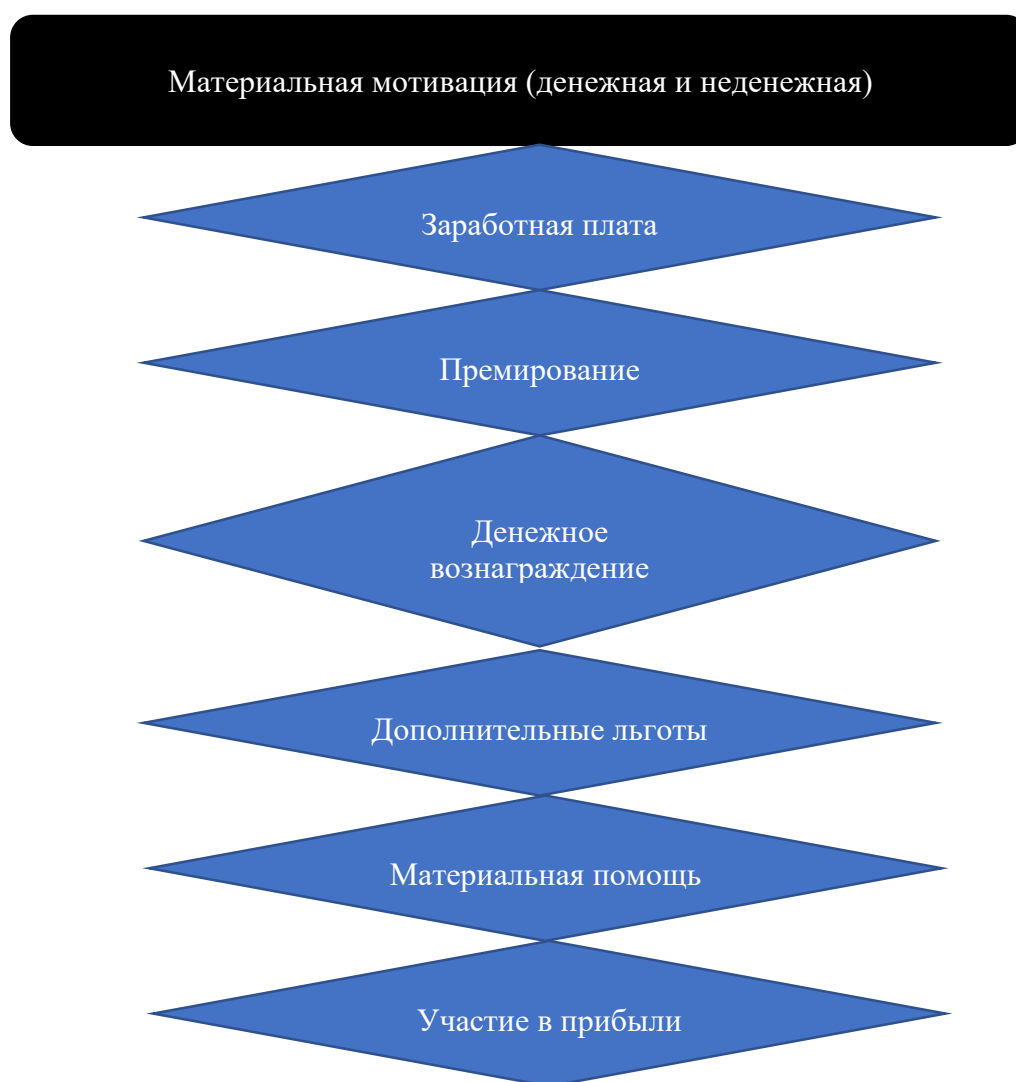 Материальная мотивация (денежная и неденежная)
Заработная плата
Премирование
Денежное
вознаграждение
Дополнительные льготы
Материальная помощь
Участие в прибыли